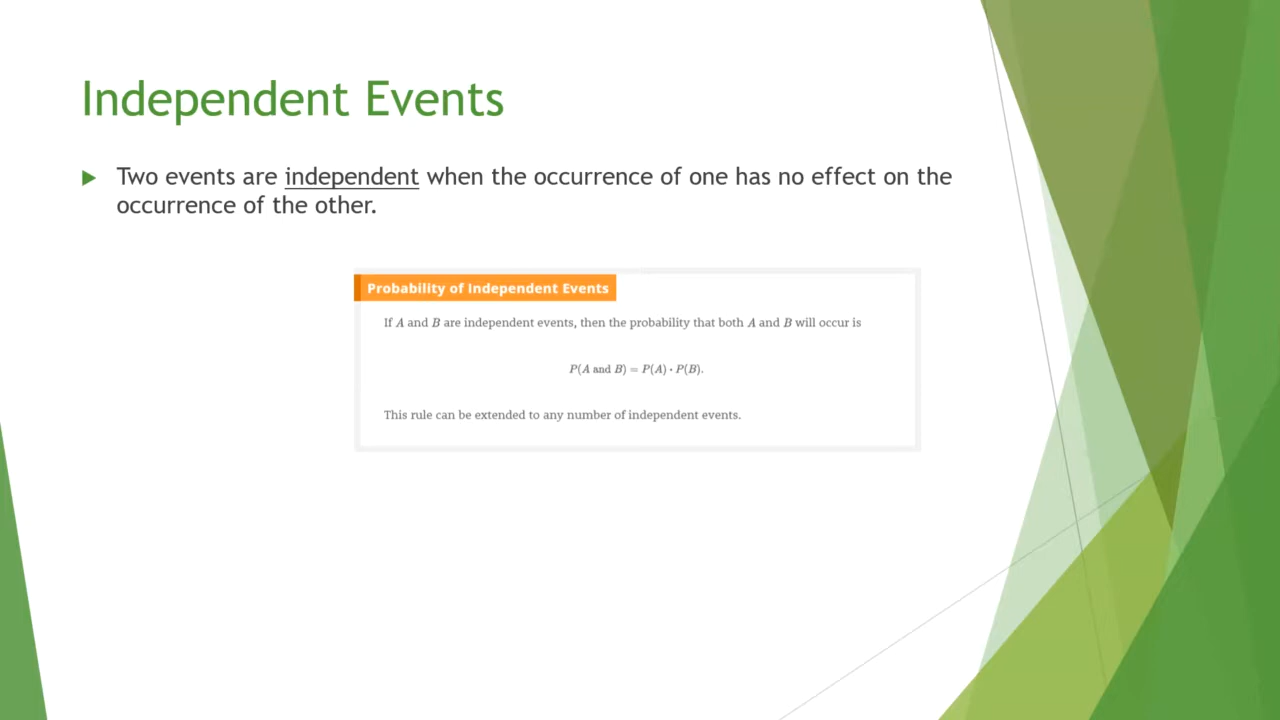 Independent Events
Two events are independent when the occurrence of one has no effect on the
occurrence of the other.
Probability of Independent Events
If A and B are independent events, then the probability that both A and B will occur is
P(A and B) = P(A) · P(B).
This rule can be extended to any number of independent events.